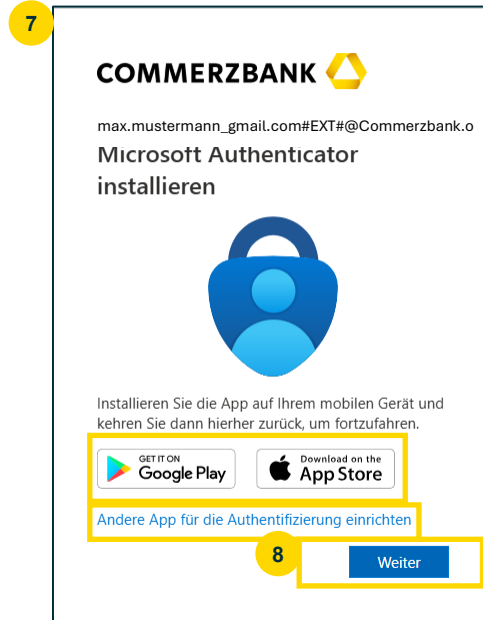 7
COMMERZBANK
max.mustermann_gmail.com#EXT#@Commerzbank.o
Microsoft Authenticator
installieren
Installieren Sie die App auf Ihrem mobilen Gerät und
kehren Sie dann hierher zurück, um fortzufahren.
GET IT ON
Google Play
Download on the
App Store
Andere App für die Authentifizierung einrichten
8
Weiter